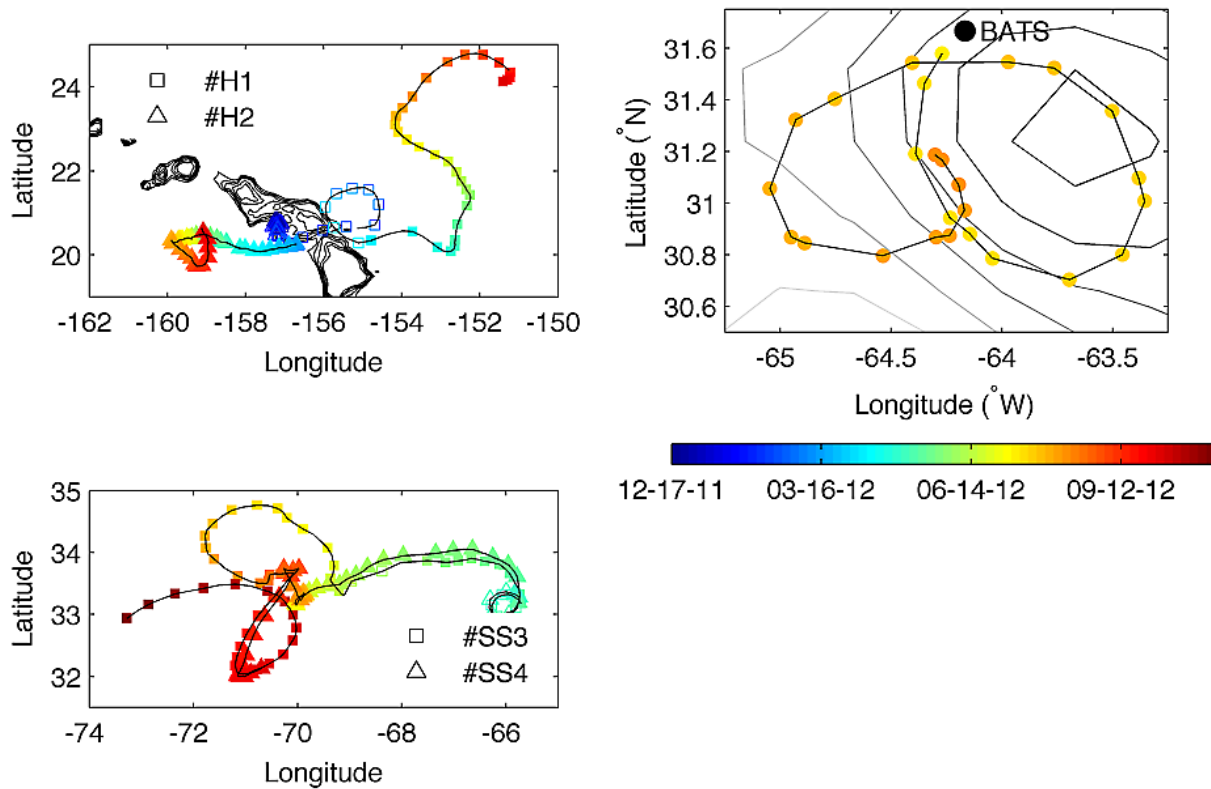 24
22
20
Latitude
#H1
#H2
-162 -160 -158 -156 -154 -152 -150
Longitude
31.6
31.4
31.2
31
30.8
30.6
Latitude (°N)
BATS
-65 -64.5 -64 -63.5
Longitude (°W)
12-17-11 03-16-12 06-14-12 09-12-12
35
34
33
32
Latitude
#SS3
#SS4
-74 -72 -70 -68 -66
Longitude